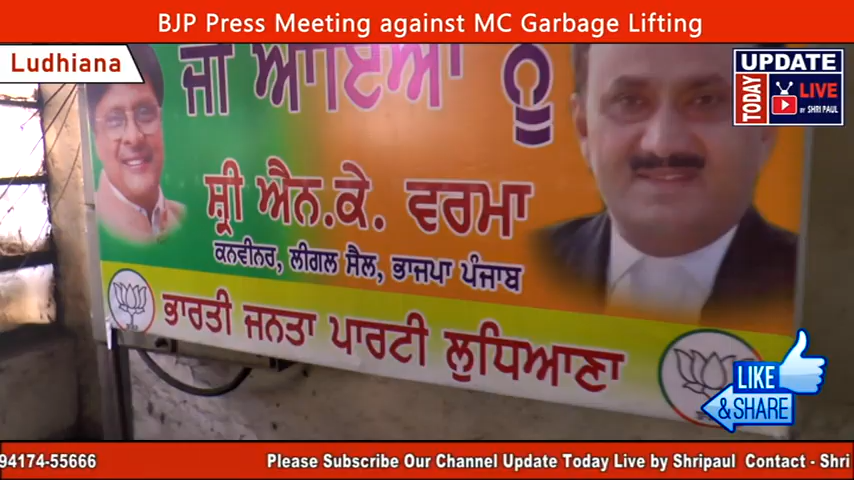 BJP Press Meeting against MC Garbage Lifting
Ludhiana
UPDATE
TODAY
LIVE
BY SHRI PAUL
ਜੀ ਆਇਆਂ ਨੂੰ
ਸ਼੍ਰੀ ਐਨ.ਕੇ. ਵਰਮਾ
ਕਨਵੀਨਰ, ਲੀਗਲ ਸੈਲ, ਭਾਜਪਾ ਪੰਜਾਬ
ਭਾਰਤੀ ਜਨਤਾ ਪਾਰਟੀ ਲੁਧਿਆਣਾ
LIKE
& SHARE
94174-55666 Please Subscribe Our Channel Update Today Live by Shripaul Contact - Shri